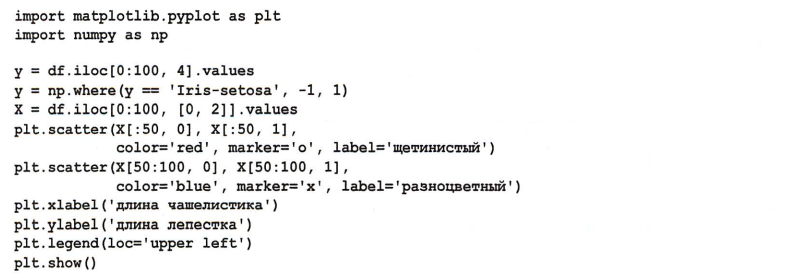 import matplotlib.pyplot as plt
import numpy as np
y = df.iloc[0:100, 4].values
y = np.where(y == 'Iris-setosa', -1, 1)
X = df.iloc[0:100, [0, 2]].values
plt.scatter(X[:50, 0], X[:50, 1],
color='red', marker='o', label='щетинистый')
plt.scatter(X[50:100, 0], X[50:100, 1],
color='blue', marker='x', label='разноцветный')
plt.xlabel('длина чашелистика')
plt.ylabel('длина лепестка')
plt.legend(loc='upper left')
plt.show()